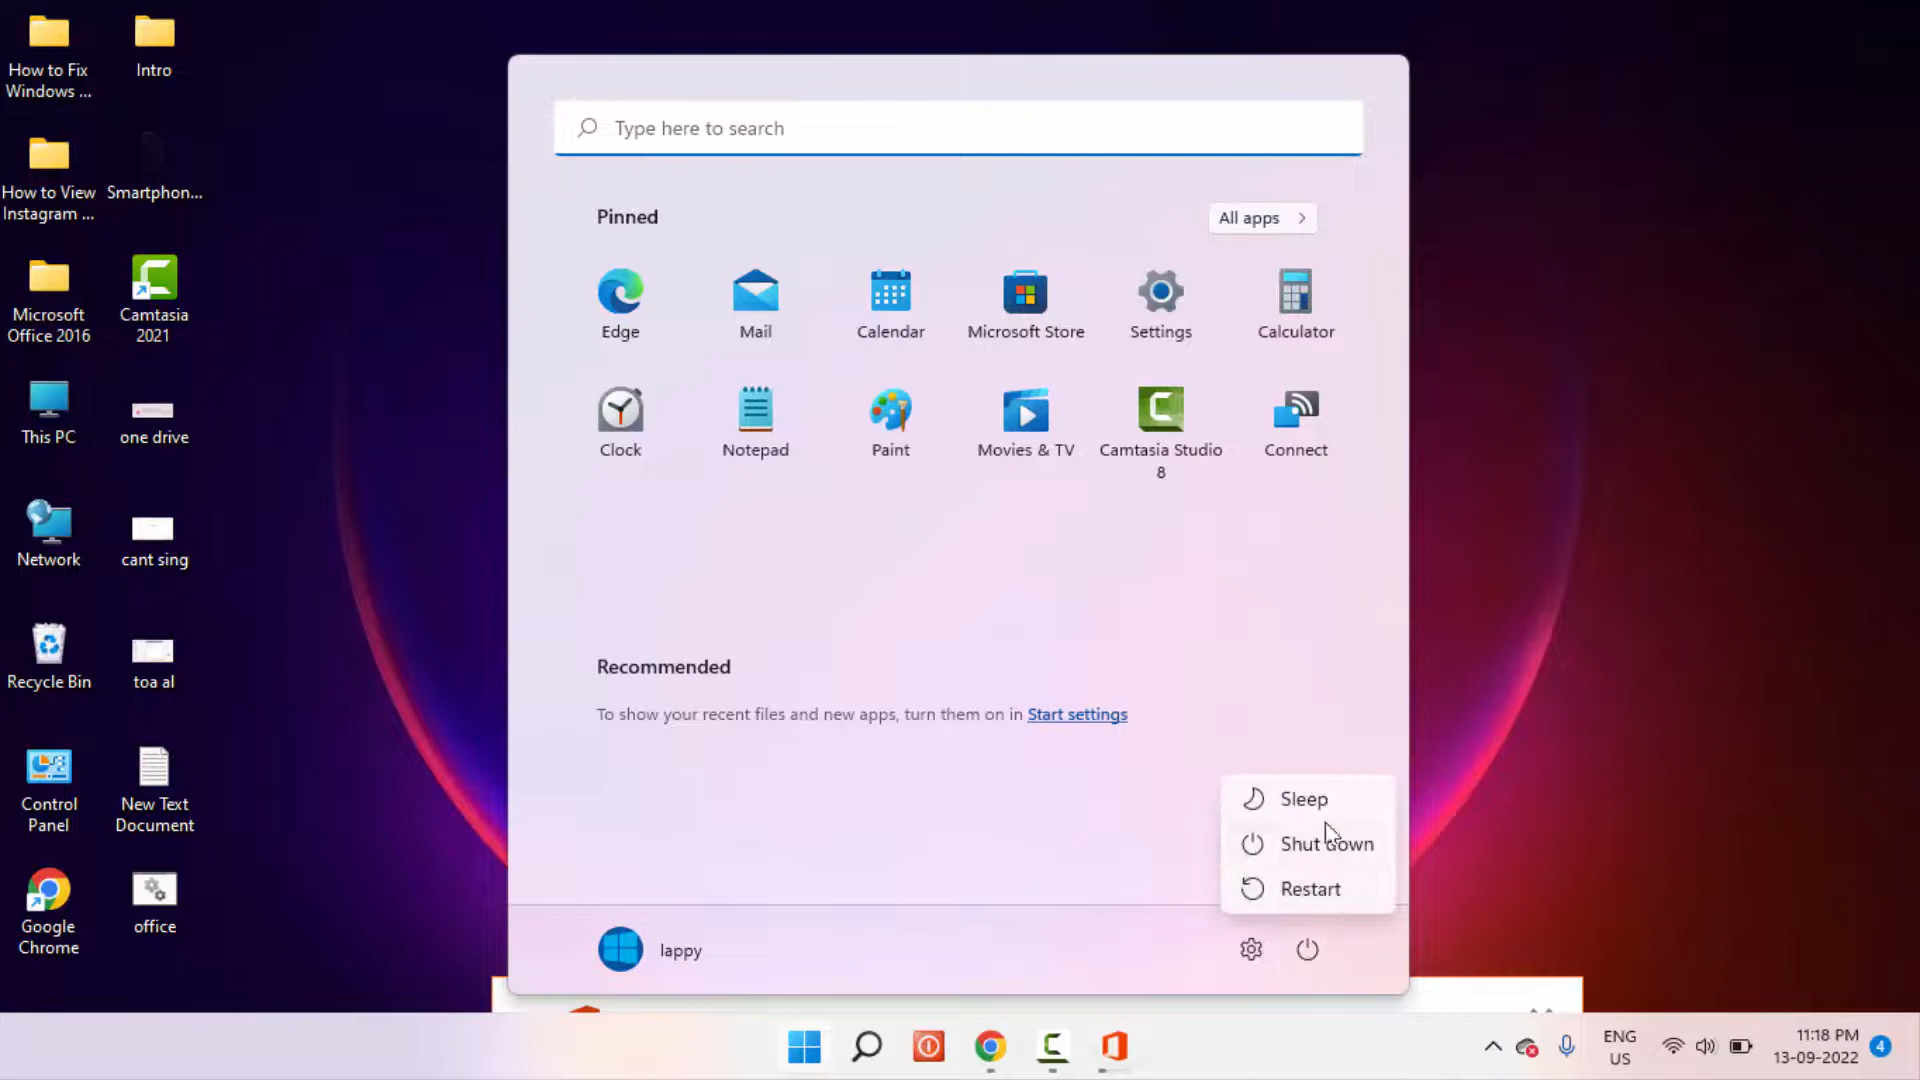 How to Fix
Windows ...
Intro
How to View
Instagram ...
Smartphon...
Microsoft
Office 2016
Camtasia
2021
This PC
one drive
Network
cant sing
Recycle Bin
toa al
Control
Panel
New Text
Document
Google
Chrome
office
Type here to search
Pinned
All apps
Edge
Mail
Calendar
Microsoft Store
Settings
Calculator
Clock
Notepad
Paint
Movies & TV
Camtasia Studio
8
Connect
Recommended
To show your recent files and new apps, turn them on in Start settings
Sleep
Shut down
Restart
lappy
ENG
US
11:18 PM
13-09-2022
4